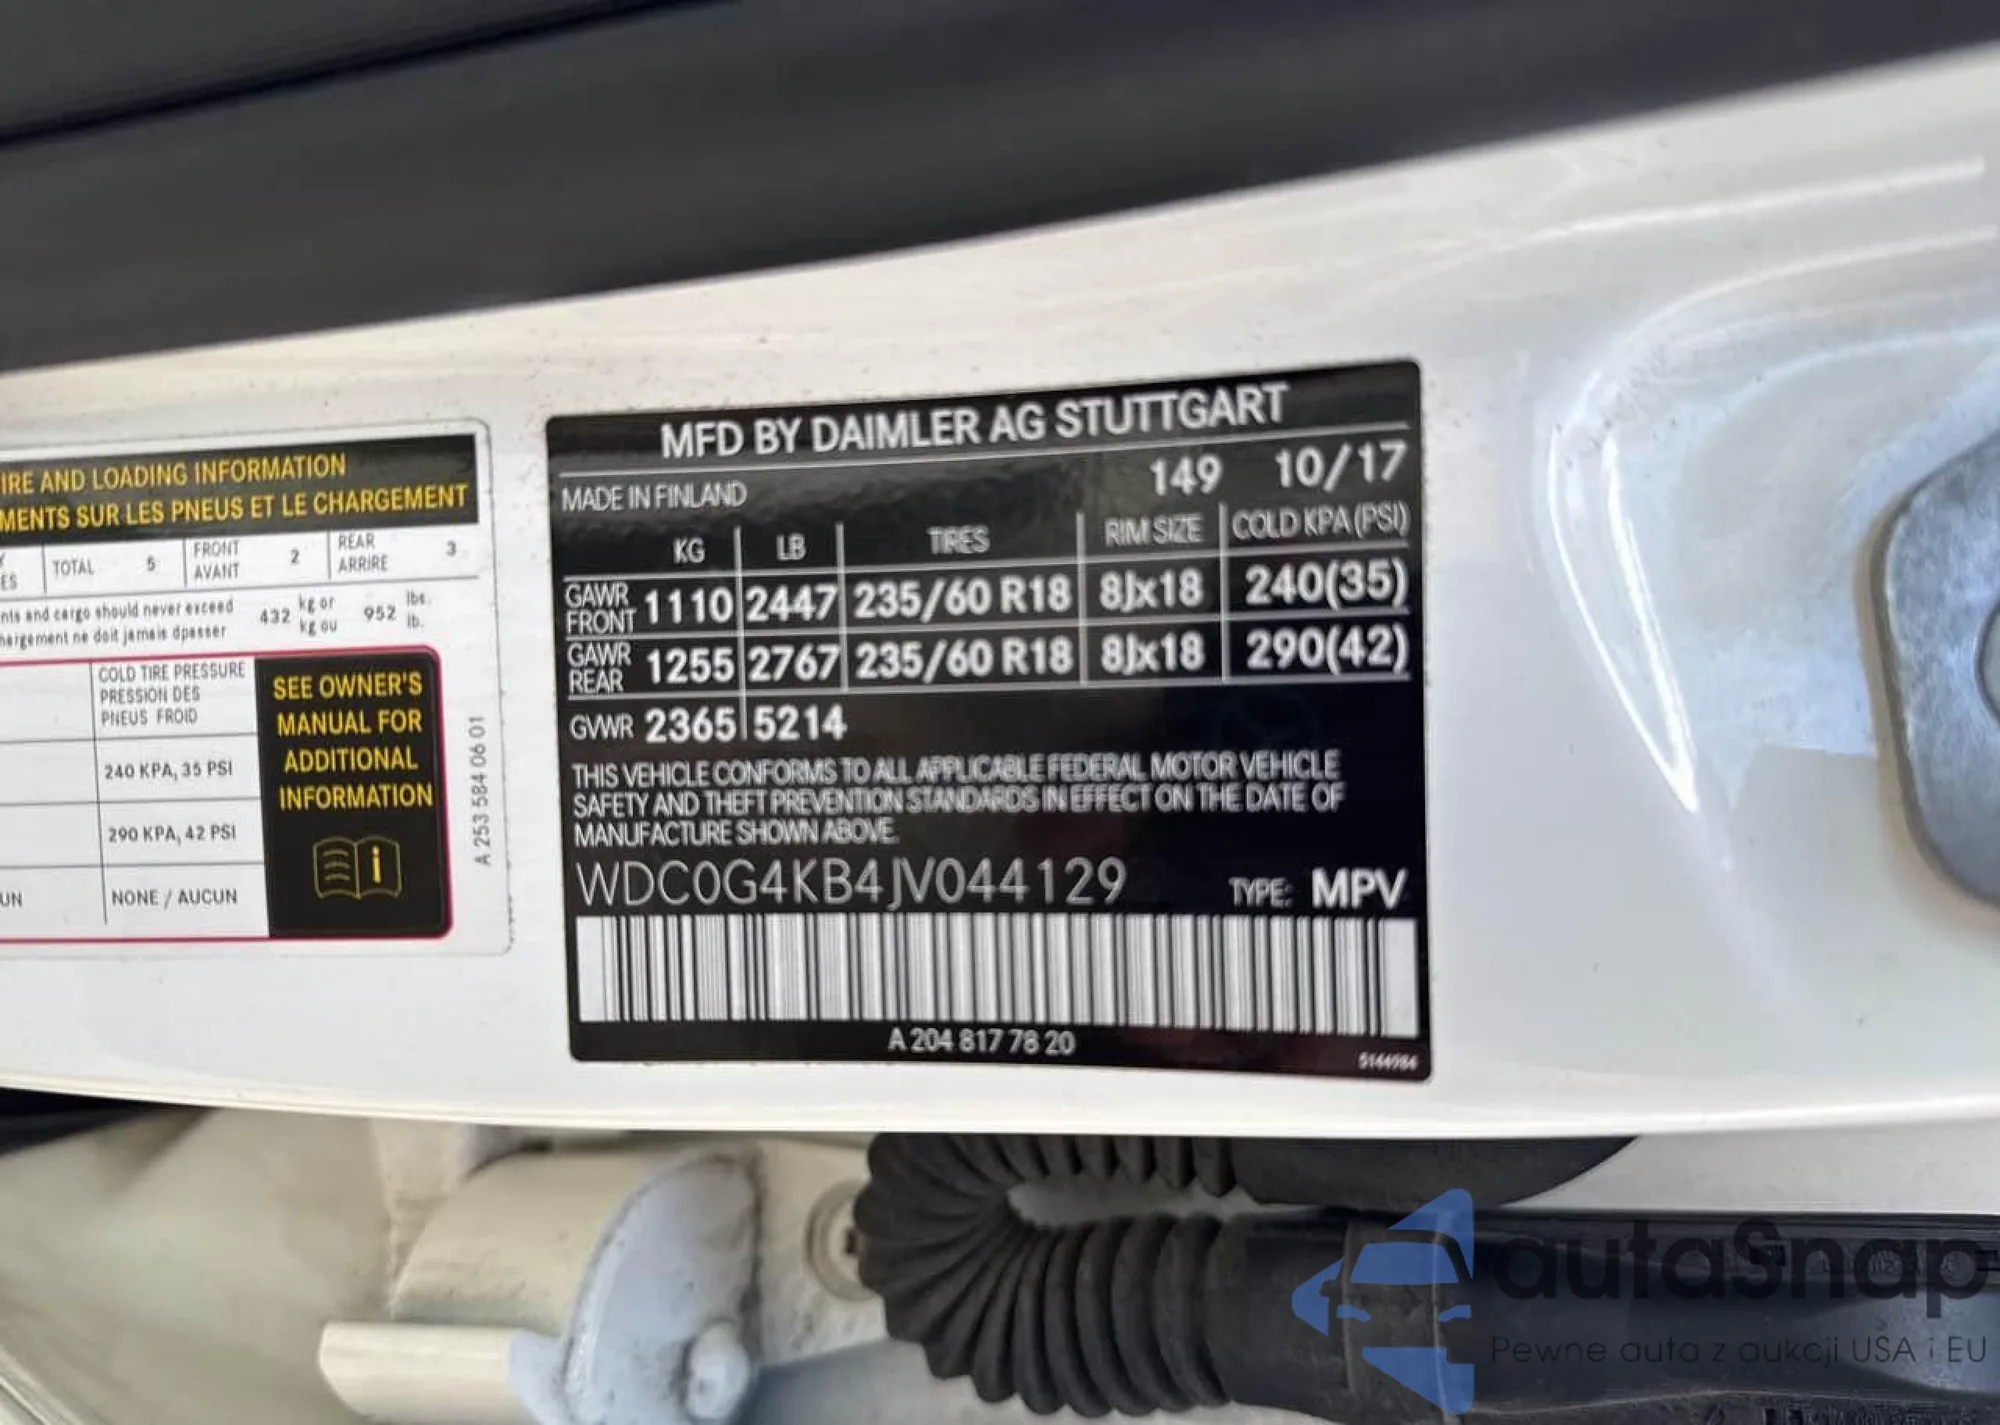 IRE AND LOADING INFORMATION
MENTS SUR LES PNEUS ET LE CHARGEMENT
ES TOTAL 5 FRONT AVANT 2 REAR ARRIRE 3
nts and cargo should never exceed 432 kg or 952 lbs.
hargement ne doit jamais dpasser kg ou lb.
COLD TIRE PRESSURE
PRESSION DES
PNEUS FROID
240 KPA, 35 PSI
290 KPA, 42 PSI
UN NONE / AUCUN
SEE OWNER'S
MANUAL FOR
ADDITIONAL
INFORMATION
A 253 584 06 01
MFD BY DAIMLER AG STUTTGART
MADE IN FINLAND 149 10/17
KG LB TIRES RIM SIZE COLD KPA (PSI)
GAWR FRONT 1110 2447 235/60 R18 8Jx18 240(35)
GAWR REAR 1255 2767 235/60 R18 8Jx18 290(42)
GVWR 2365 5214
THIS VEHICLE CONFORMS TO ALL APPLICABLE FEDERAL MOTOR VEHICLE
SAFETY AND THEFT PREVENTION STANDARDS IN EFFECT ON THE DATE OF
MANUFACTURE SHOWN ABOVE.
WDC0G4KB4JV044129 TYPE: MPV
A 204 817 78 20
5144984
autaSnap
Pewne auta z aukcji USA i EU